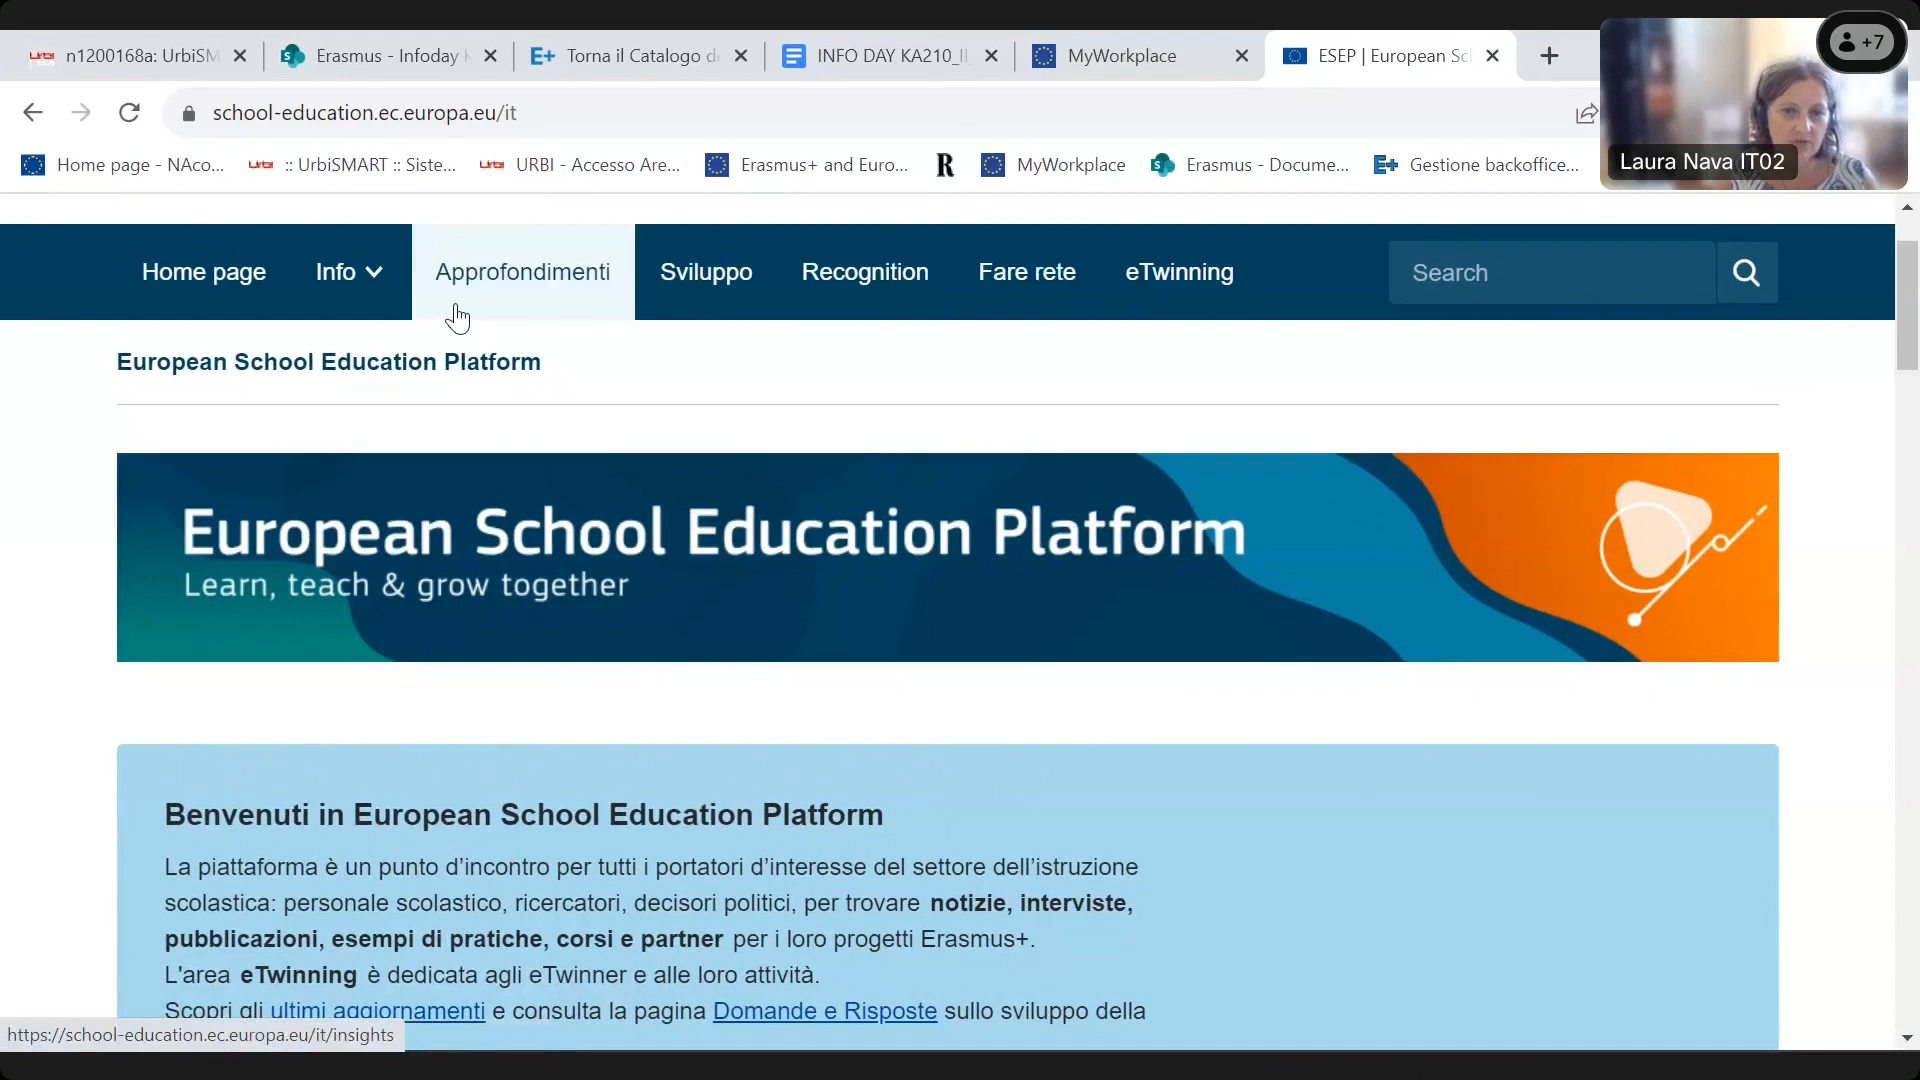 n1200168a: UrbiSM
Erasmus - Infoday K
Torna il Catalogo de
INFO DAY KA210_II
MyWorkplace
ESEP | European Sch
+7
school-education.ec.europa.eu/it
Home page - NAco...
:: UrbiSMART :: Siste...
URBI - Accesso Are...
Erasmus+ and Euro...
R
MyWorkplace
Erasmus - Docume...
Gestione backoffice...
Laura Nava IT02
Home page
Info
Approfondimenti
Sviluppo
Recognition
Fare rete
eTwinning
Search
European School Education Platform
European School Education Platform
Learn, teach & grow together
Benvenuti in European School Education Platform
La piattaforma è un punto d’incontro per tutti i portatori d’interesse del settore dell’istruzione
scolastica: personale scolastico, ricercatori, decisori politici, per trovare notizie, interviste,
pubblicazioni, esempi di pratiche, corsi e partner per i loro progetti Erasmus+.
L'area eTwinning è dedicata agli eTwinner e alle loro attività.
Scopri gli ultimi aggiornamenti e consulta la pagina Domande e Risposte sullo sviluppo della
https://school-education.ec.europa.eu/it/insights